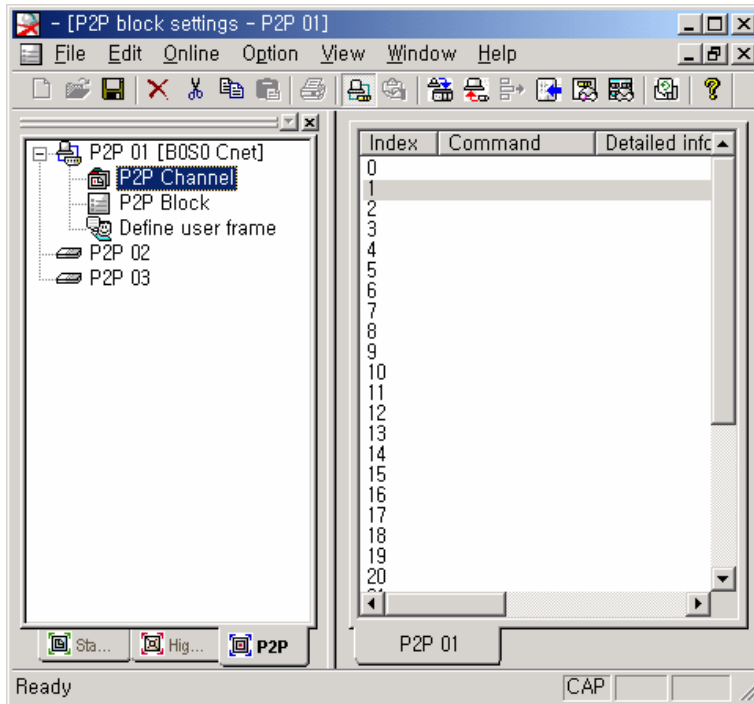 - [P2P block settings - P2P 01]
File Edit Online Option View Window Help
P2P 01 [B0S0 Cnet]
P2P Channel
P2P Block
Define user frame
P2P 02
P2P 03
Sta... Hig... P2P
Index Command Detailed info
0
1
2
3
4
5
6
7
8
9
10
11
12
13
14
15
16
17
18
19
20
P2P 01
Ready CAP